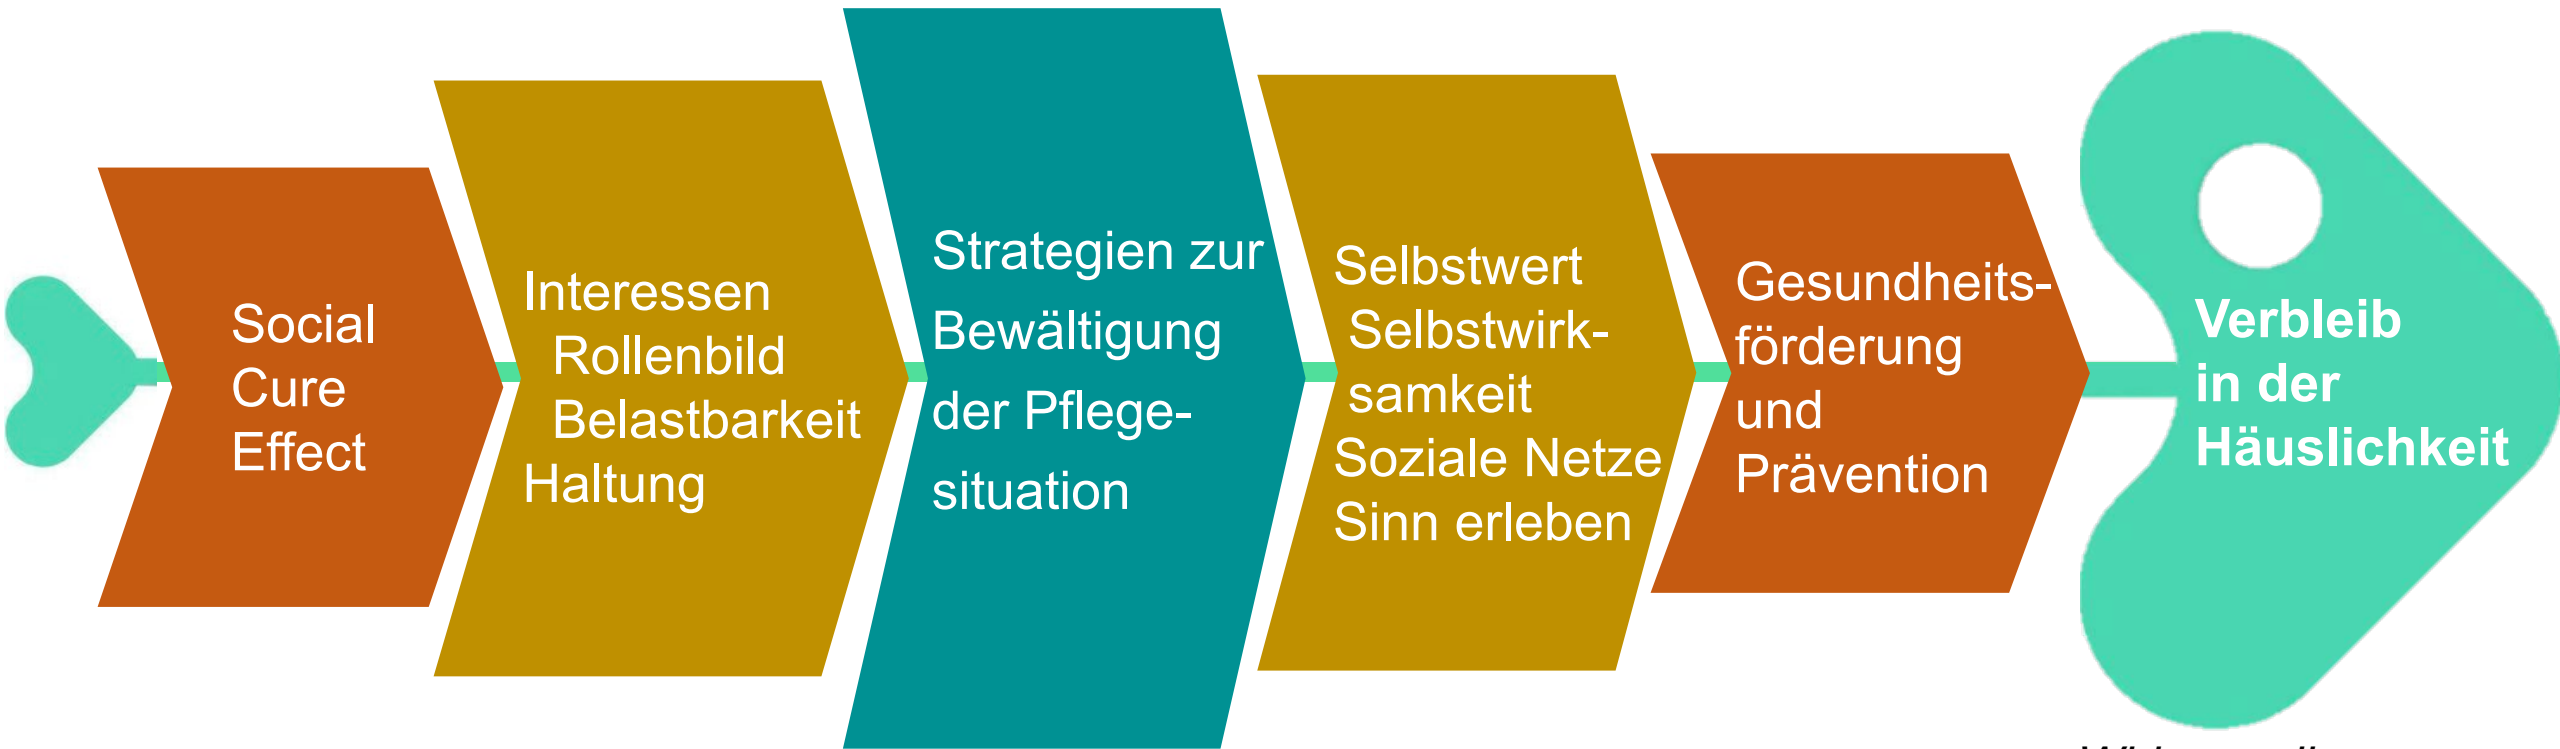 Social
Cure
Effect
Interessen
Rollenbild
Belastbarkeit
Haltung
Strategien zur
Bewältigung
der Pflege-
situation
Selbstwert
Selbstwirk-
samkeit
Soziale Netze
Sinn erleben
Gesundheits-
förderung
und
Prävention
Verbleib
in der
Häuslichkeit